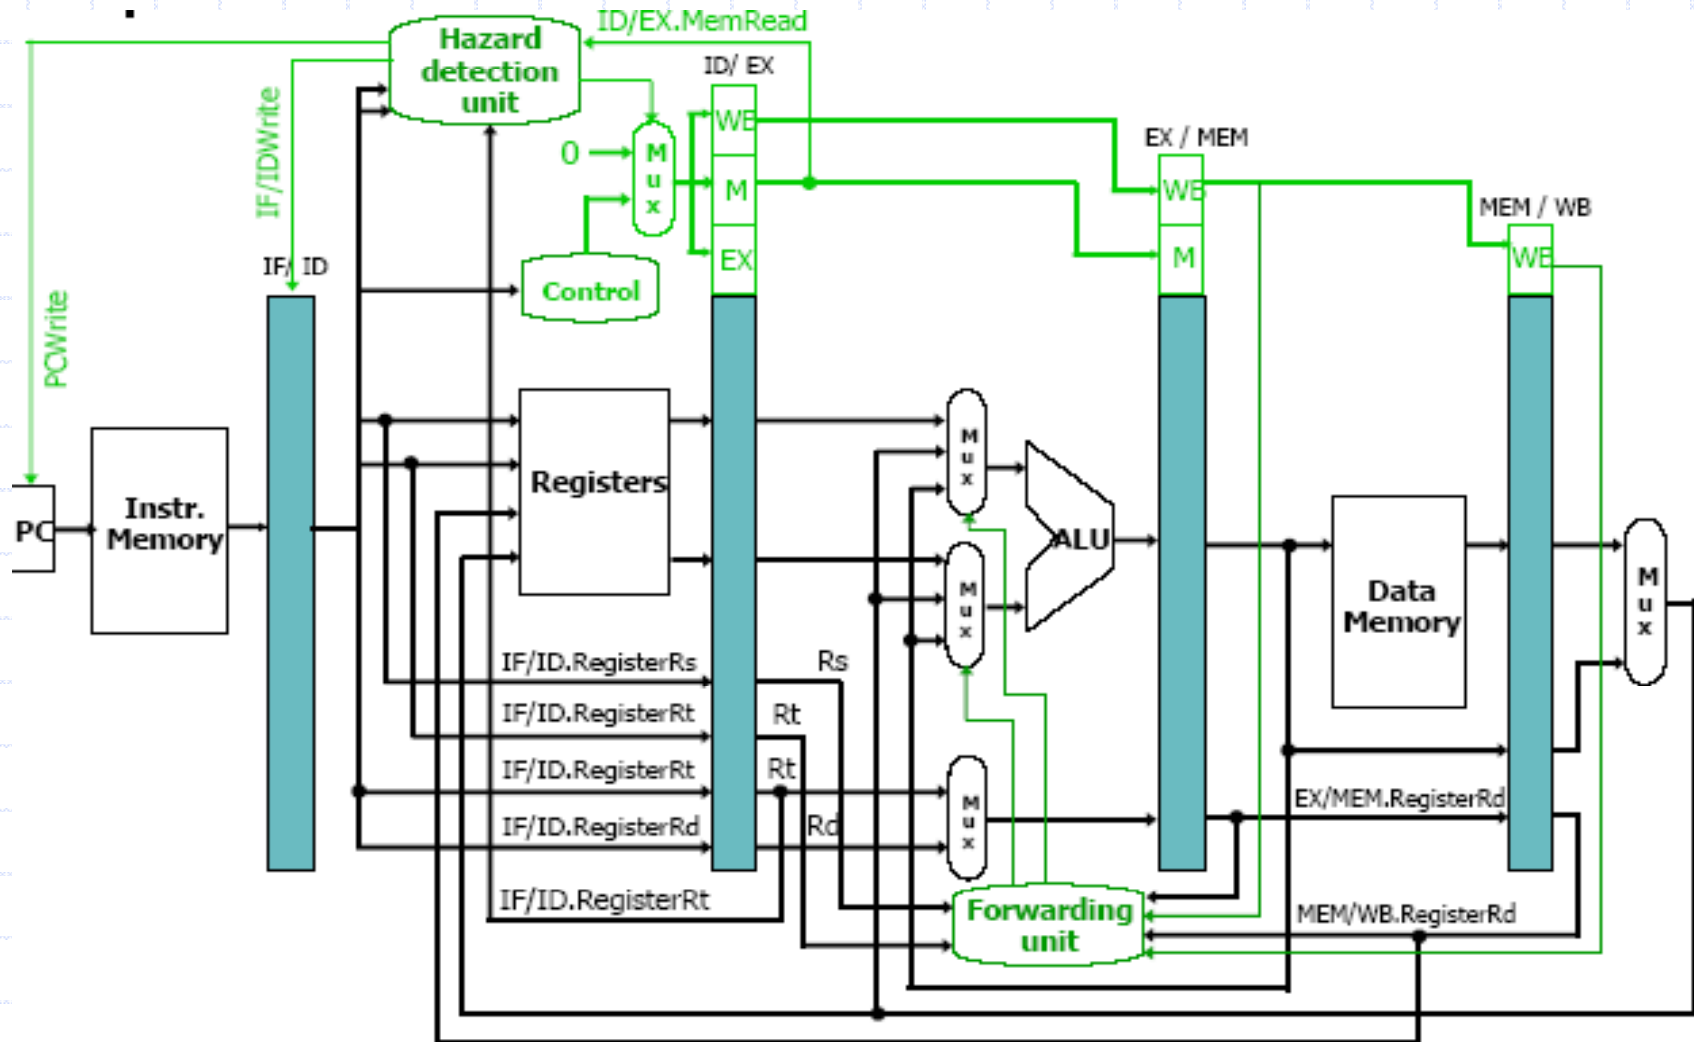 ID/EX.MemRead
Hazard
detection
unit
ID/ EX
IF/IDWrite
0
M
u
x
WB
M
EX
EX / MEM
WB
M
MEM / WB
WB
IF/ ID
Control
PCWrite
PC
Instr.
Memory
Registers
M
u
x
M
u
x
ALU
Data
Memory
M
u
x
IF/ID.RegisterRs
Rs
IF/ID.RegisterRt
Rt
IF/ID.RegisterRt
Rt
IF/ID.RegisterRd
Rd
M
u
x
EX/MEM.RegisterRd
IF/ID.RegisterRt
Forwarding
unit
MEM/WB.RegisterRd